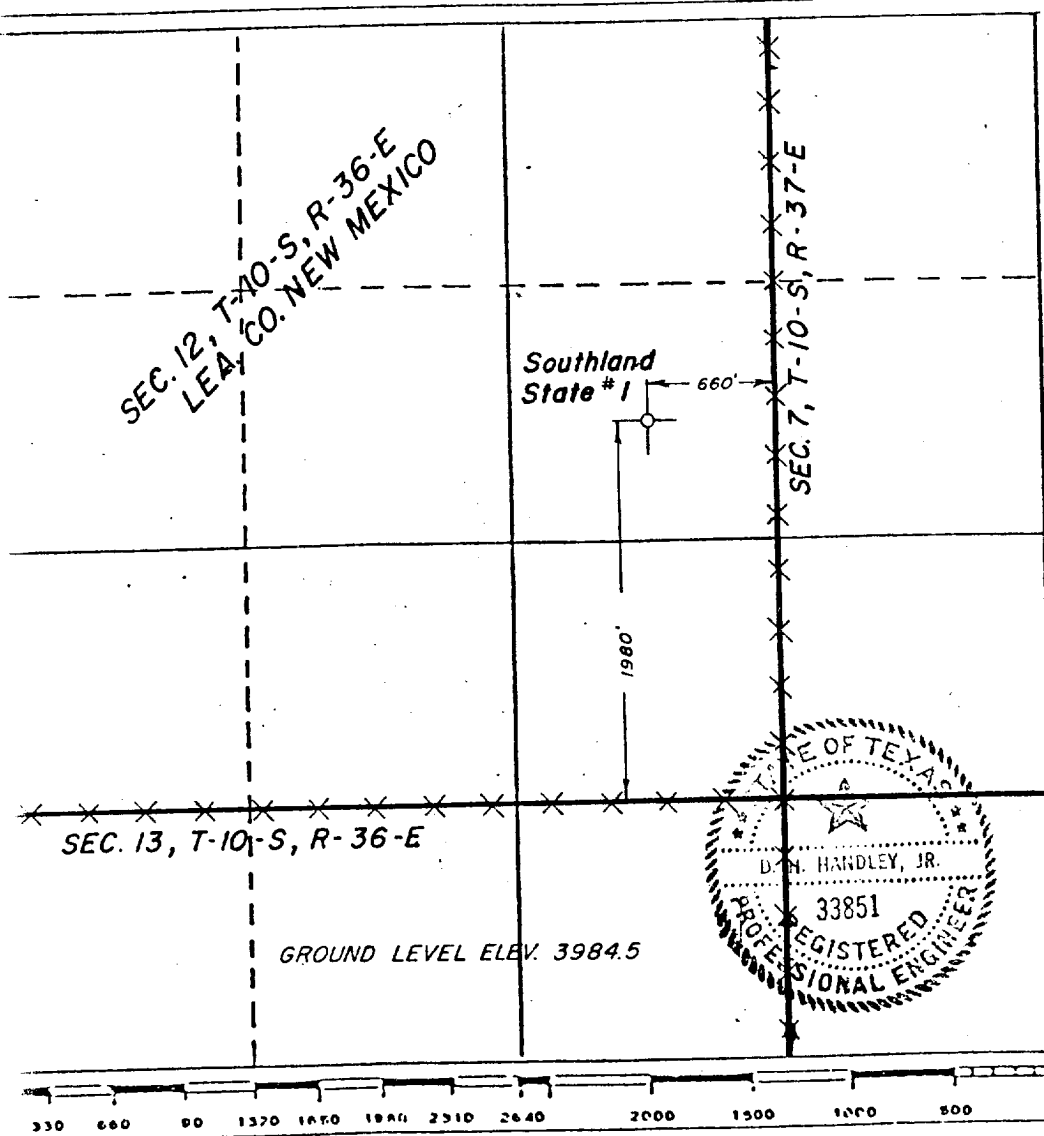 SEC. 12, T-10-S, R-36-E
LEA. CO. NEW MEXICO
SEC. 7, T-10-S, R-37-E
Southland
State #1
660'
1980'
SEC. 13, T-10-S, R-36-E
GROUND LEVEL ELEV. 3984.5
OF TEXAS
D. H. HANDLEY, JR.
33851
REGISTERED
PROFESSIONAL ENGINEER
330 660 90 1320 1650 1980 2310 2640 2000 1500 1000 500